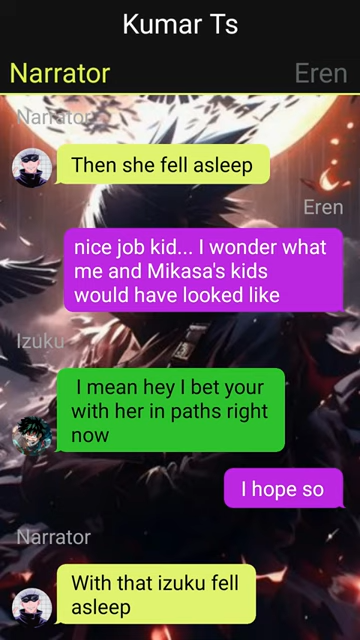 Kumar Ts
Narrator
Eren
Narrator
Then she fell asleep
Eren
nice job kid... I wonder what
me and Mikasa's kids
would have looked like
Izuku
I mean hey I bet your
with her in paths right
now
I hope so
Narrator
With that izuku fell
asleep